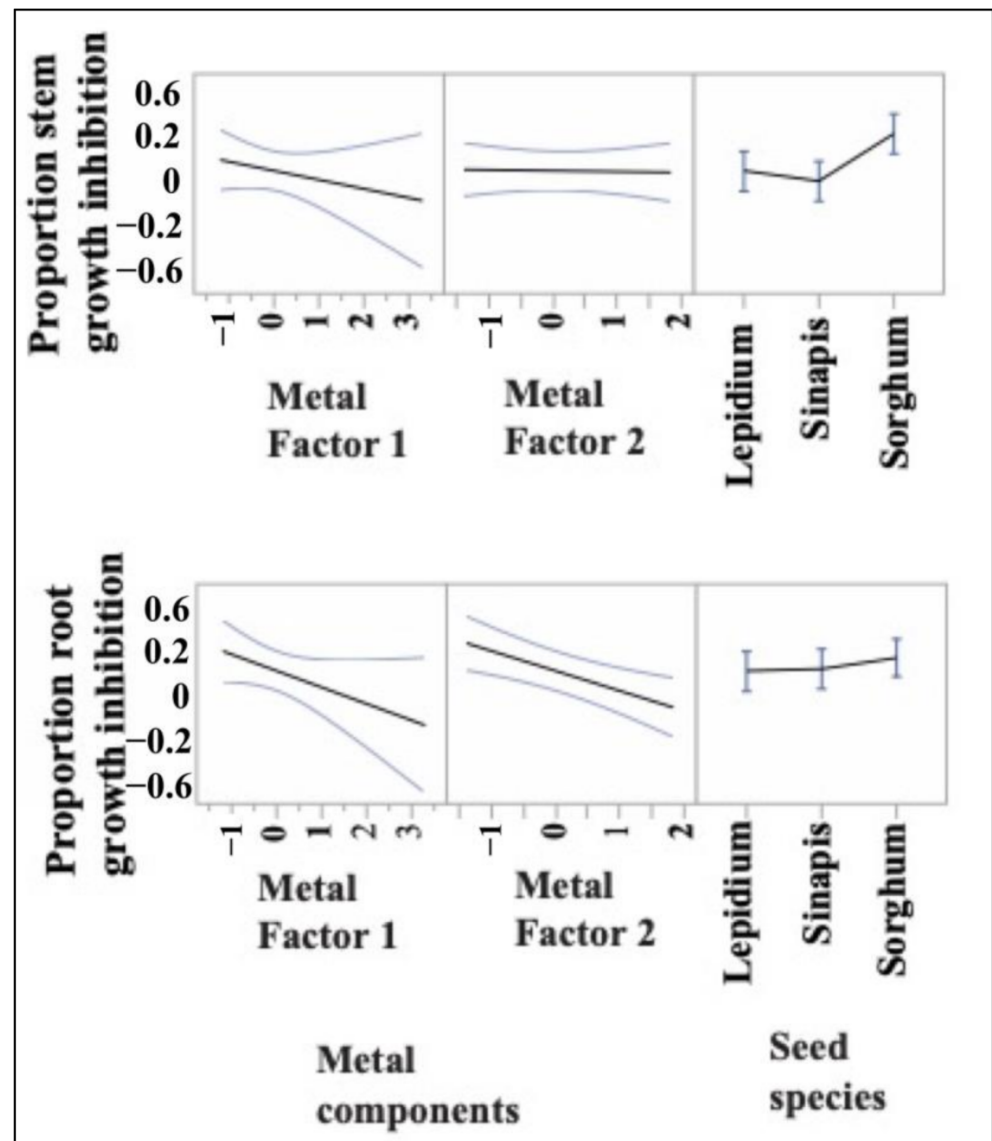 Proportion stem
growth inhibition
0.6
0.2
0
−0.2
−0.6
−1 0 1 2 3
−1 0 1 2
Metal
Factor 1
Metal
Factor 2
Lepidium
Sinapis
Sorghum
Proportion root
growth inhibition
0.6
0.2
0
−0.2
−0.6
−1 0 1 2 3
−1 0 1 2
Metal
Factor 1
Metal
Factor 2
Lepidium
Sinapis
Sorghum
Metal
components
Seed
species